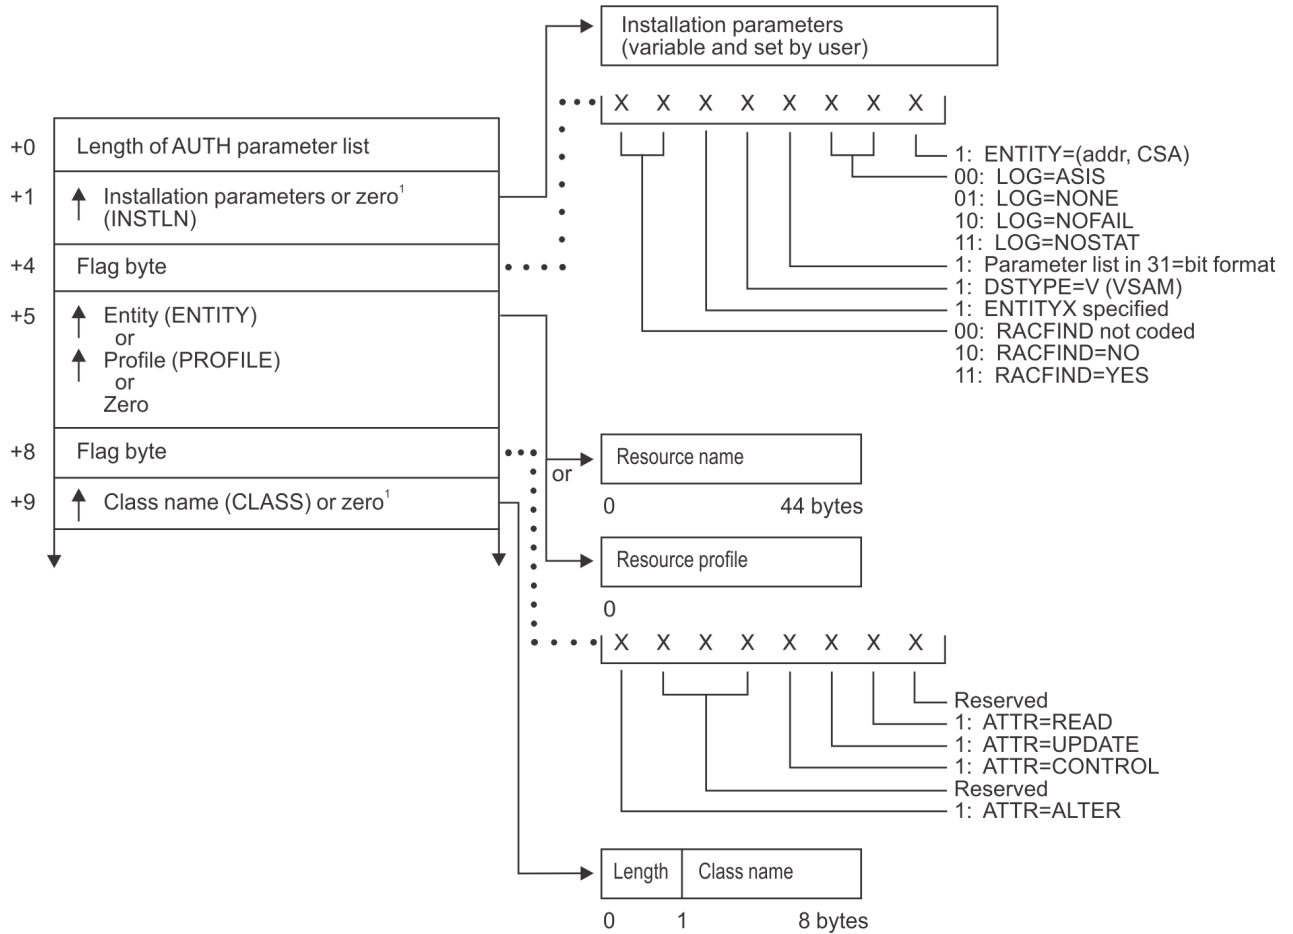 Installation parameters
(variable and set by user)
X X X X X X X X
+0 Length of AUTH parameter list
+1 Installation parameters or zero1
(INSTLN)
+4 Flag byte
+5 Entity (ENTITY)
or
Profile (PROFILE)
or
Zero
+8 Flag byte
+9 Class name (CLASS) or zero1
1: ENTITY=(addr, CSA)
00: LOG=ASIS
01: LOG=NONE
10: LOG=NOFAIL
11: LOG=NOSTAT
1: Parameter list in 31=bit format
1: DSTYPE=V (VSAM)
1: ENTITYX specified
00: RACFIND not coded
10: RACFIND=NO
11: RACFIND=YES
or
Resource name
0 44 bytes
Resource profile
0
X X X X X X X X
Reserved
1: ATTR=READ
1: ATTR=UPDATE
1: ATTR=CONTROL
Reserved
1: ATTR=ALTER
Length Class name
0 1 8 bytes